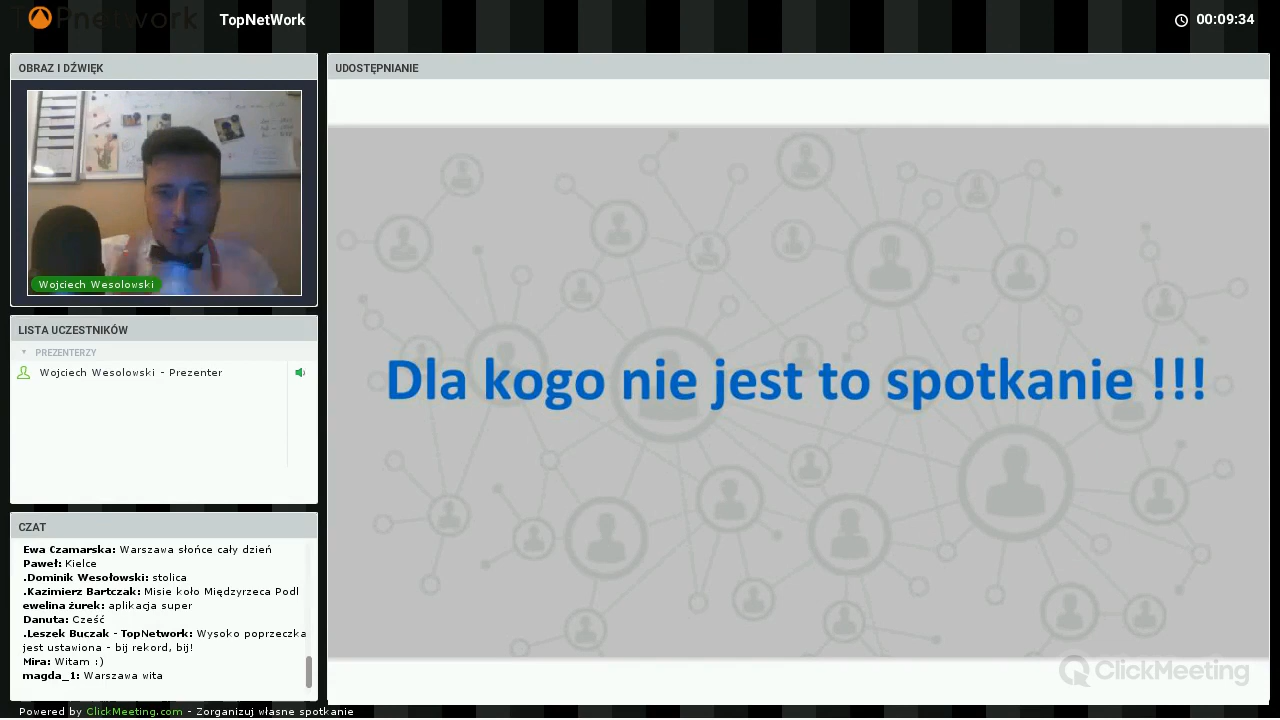 TOPnetwork
TopNetWork
00:09:34
OBRAZ I DŹWIĘK
Wojciech Wesolowski
LISTA UCZESTNIKÓW
PREZENTERZY
Wojciech Wesolowski - Prezenter
CZAT
Ewa Czamarska: Warszawa słońce cały dzień
Paweł: Kielce
.Dominik Wesołowski: stolica
.Kazimierz Bartczak: Misie koło Międzyrzeca Podl
ewelina żurek: aplikacja super
Danuta: Cześć
.Leszek Buczak - TopNetwork: Wysoko poprzeczka
jest ustawiona - bij rekord, bij!
Mira: Witam :)
magda_1: Warszawa wita
Powered by ClickMeeting.com - Zorganizuj własne spotkanie
UDOSTĘPNIANIE
Dla kogo nie jest to spotkanie !!!
ClickMeeting